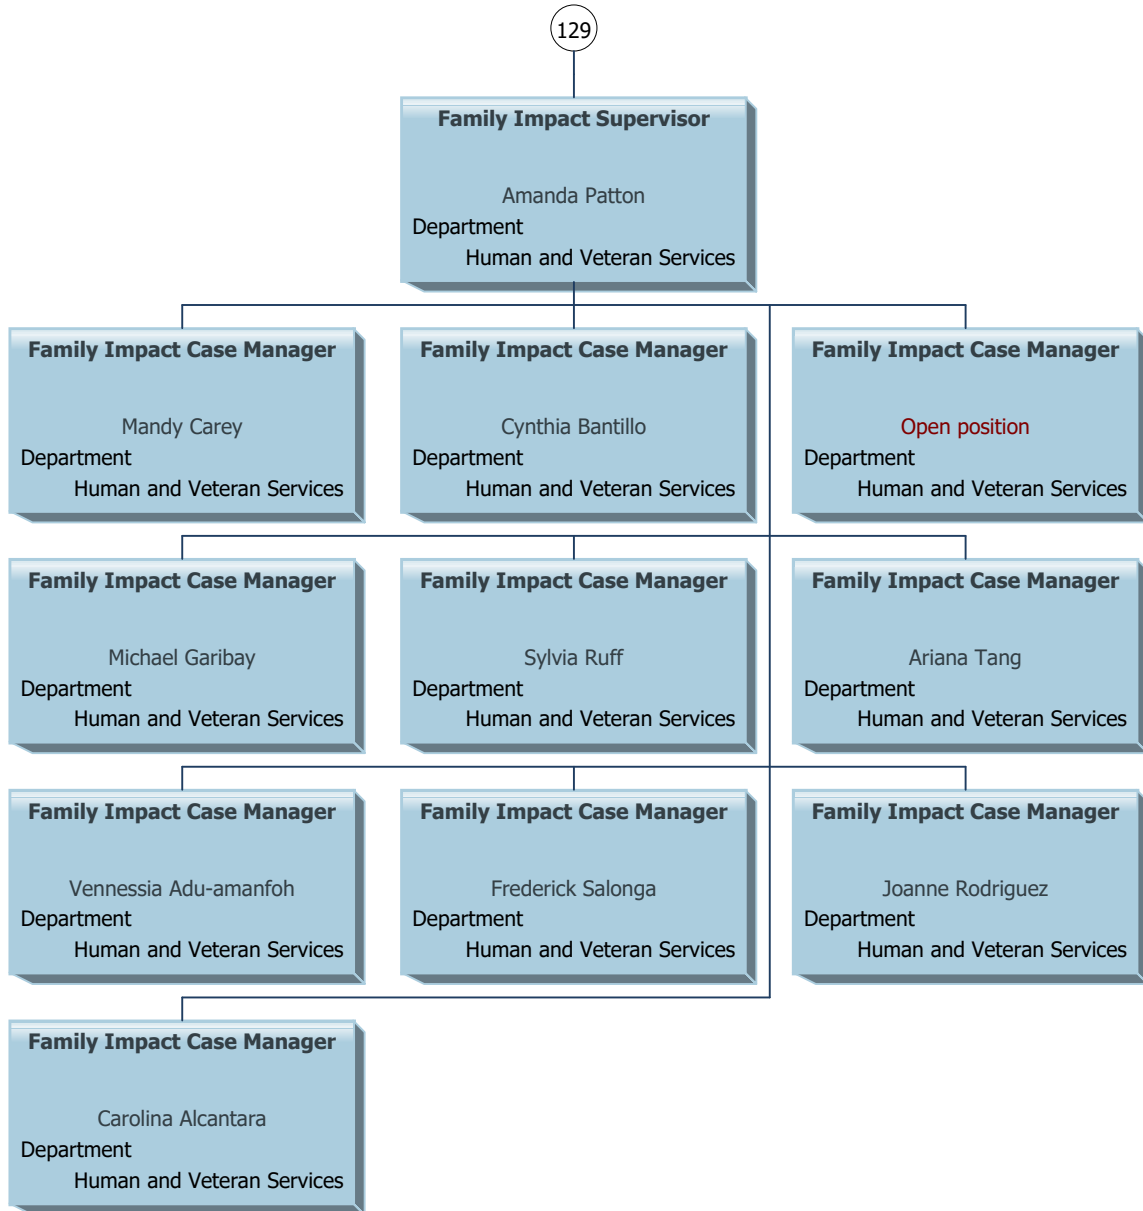 129
Family Impact Supervisor
Amanda Patton
Department
Human and Veteran Services
Family Impact Case Manager
Mandy Carey
Department
Human and Veteran Services
Family Impact Case Manager
Cynthia Bantillo
Department
Human and Veteran Services
Family Impact Case Manager
Open position
Department
Human and Veteran Services
Family Impact Case Manager
Michael Garibay
Department
Human and Veteran Services
Family Impact Case Manager
Sylvia Ruff
Department
Human and Veteran Services
Family Impact Case Manager
Ariana Tang
Department
Human and Veteran Services
Family Impact Case Manager
Vennessia Adu-amanfoh
Department
Human and Veteran Services
Family Impact Case Manager
Frederick Salonga
Department
Human and Veteran Services
Family Impact Case Manager
Joanne Rodriguez
Department
Human and Veteran Services
Family Impact Case Manager
Carolina Alcantara
Department
Human and Veteran Services